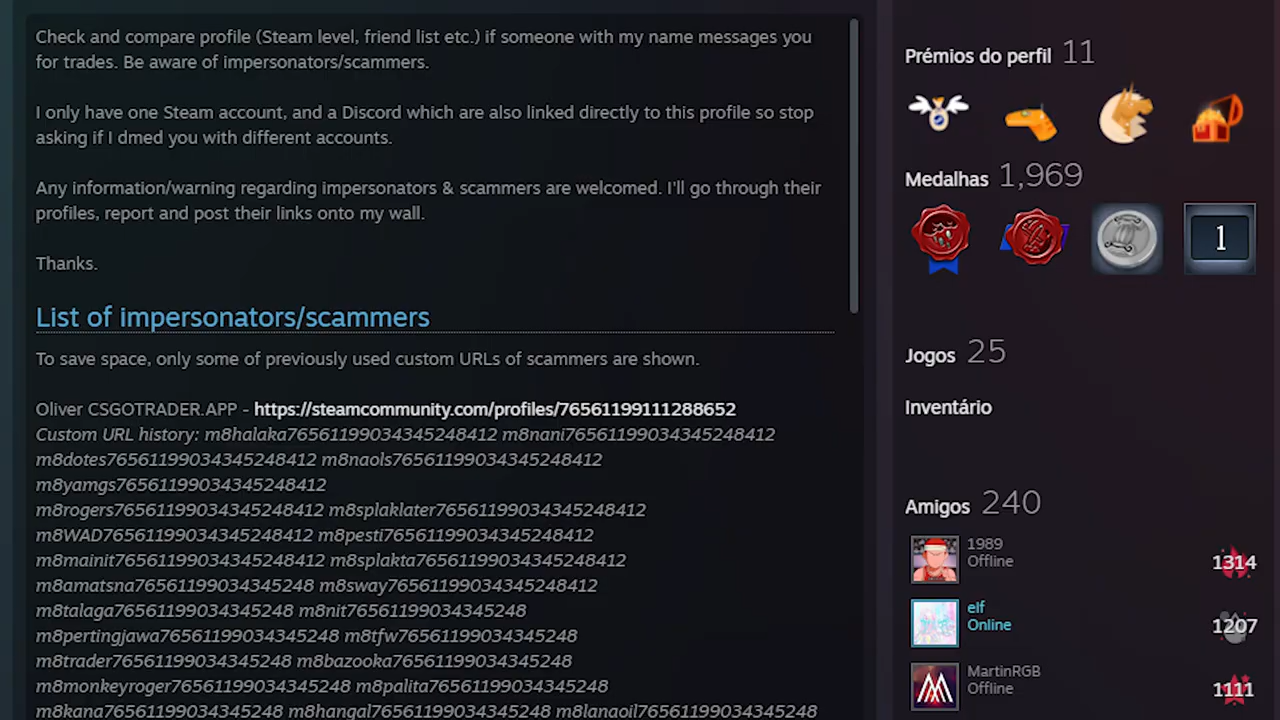 Check and compare profile (Steam level, friend list etc.) if someone with my name messages you
for trades. Be aware of impersonators/scammers.
I only have one Steam account, and a Discord which are also linked directly to this profile so stop
asking if I dmed you with different accounts.
Any information/warning regarding impersonators & scammers are welcomed. I'll go through their
profiles, report and post their links onto my wall.
Thanks.
List of impersonators/scammers
To save space, only some of previously used custom URLs of scammers are shown.
Oliver CSGOTRADER.APP - https://steamcommunity.com/profiles/76561199111288652
Custom URL history: m8halaka76561199034345248412 m8nani76561199034345248412
m8dotes76561199034345248412 m8naols76561199034345248412
m8yamgs76561199034345248412
m8rogers76561199034345248412 m8splaklater76561199034345248412
m8WAD76561199034345248412 m8pesti76561199034345248412
m8mainit76561199034345248412 m8splakta76561199034345248412
m8amatsna76561199034345248 m8sway76561199034345248412
m8talaga76561199034345248 m8nit76561199034345248
m8pertingjawa76561199034345248 m8tfw76561199034345248
m8trader76561199034345248 m8bazooka76561199034345248
m8monkeyroger76561199034345248 m8palita76561199034345248
m8kana76561199034345248 m8hangal76561199034345248 m8lanaoil76561199034345248
Prémios do perfil 11
Medalhas 1,969
1
Jogos 25
Inventário
Amigos 240
1989
Offline
1314
elf
Online
1207
MartinRGB
Offline
1111